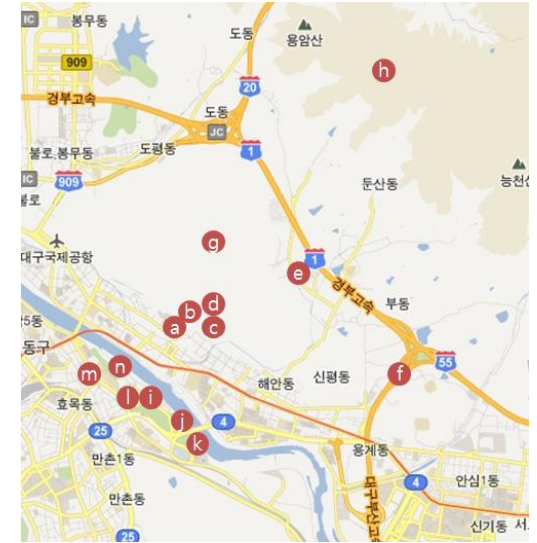 IC
봉무동
도동
용암산
h
909
20
경부고속
도동
JC
1
불로.봉무동
도평동
IC
909
불로
둔산동
능천산
g
대구국제공항
1
e
경부고속
부동
d
b
a
c
동구
55
n
m
f
해안동
신평동
l
i
효목동
j
4
25
k
만촌1동
용계동
4
안심1동
대구부산고속
만촌동
신기동
서
25